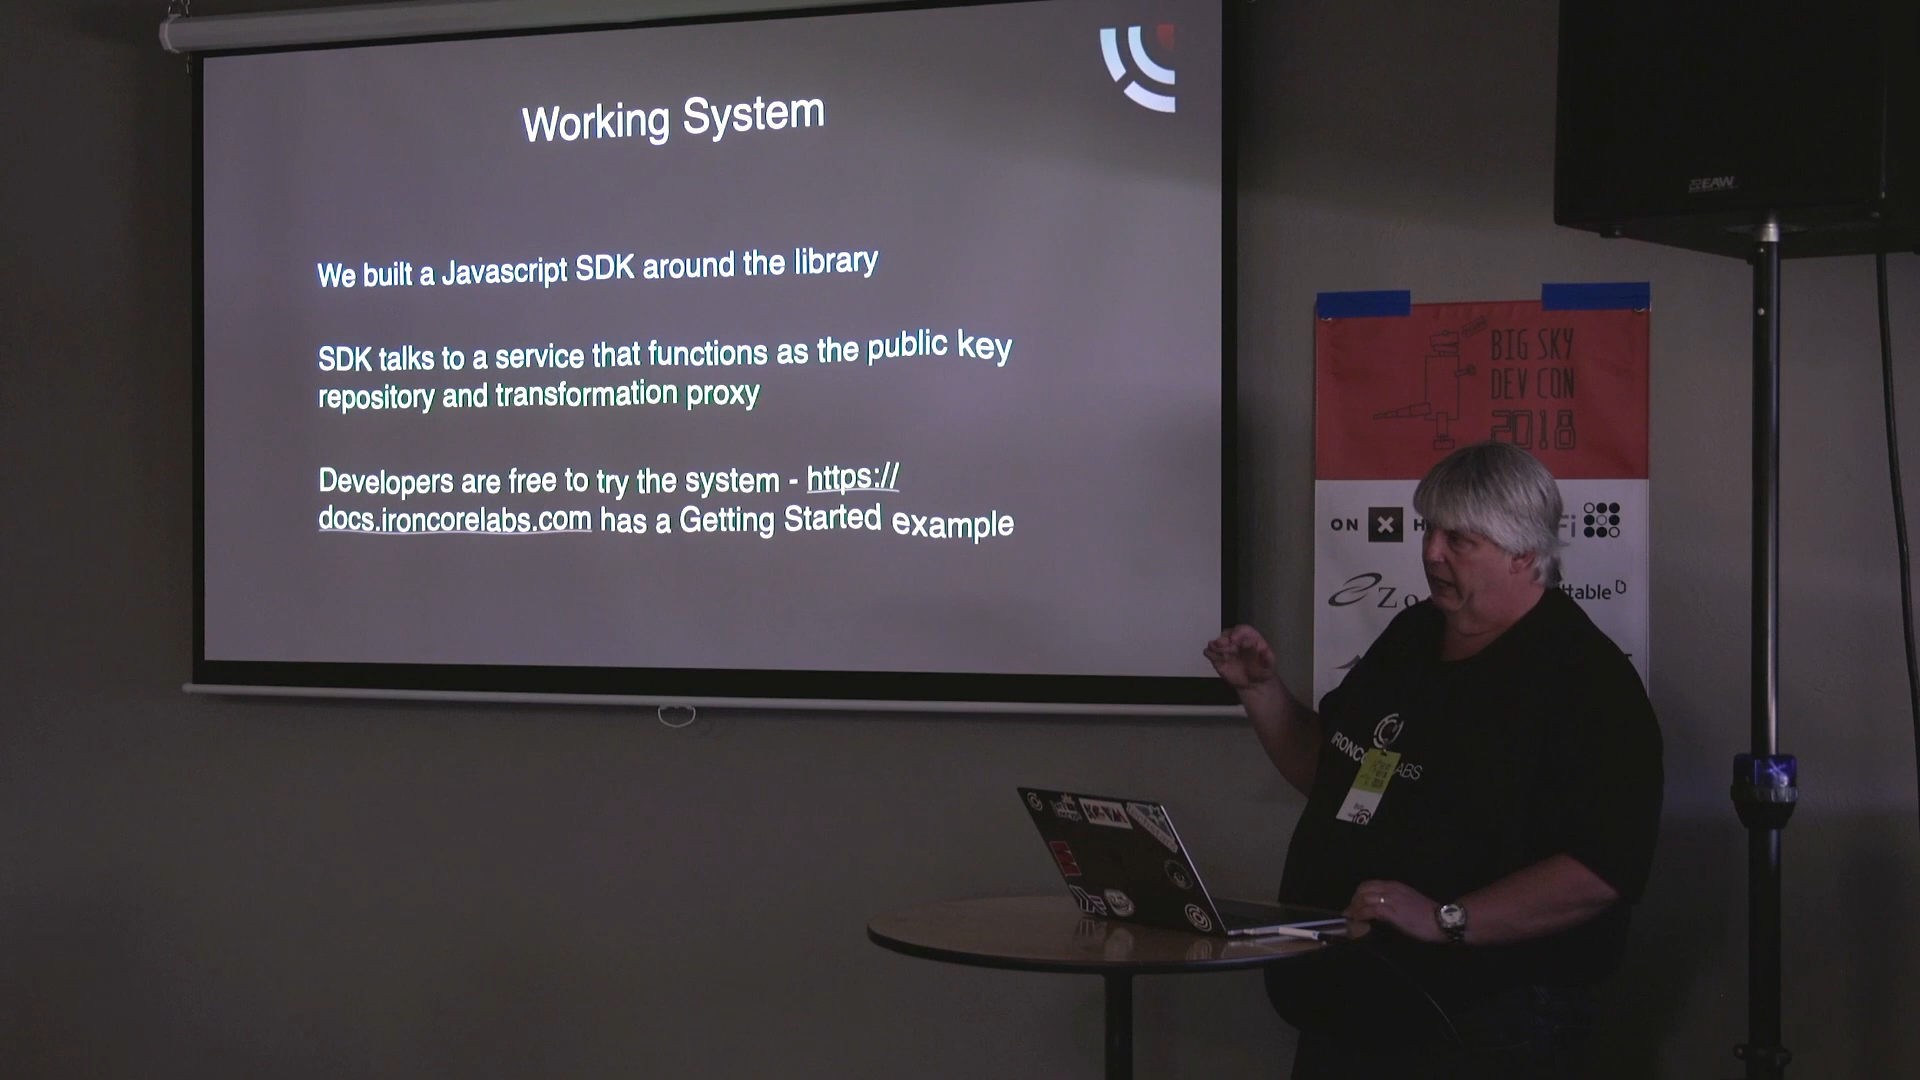 Working System
We built a Javascript SDK around the library
SDK talks to a service that functions as the public key
repository and transformation proxy
Developers are free to try the system - https://
docs.ironcorelabs.com has a Getting Started example
EAW
BIG SKY
DEV CON
2018
ON X